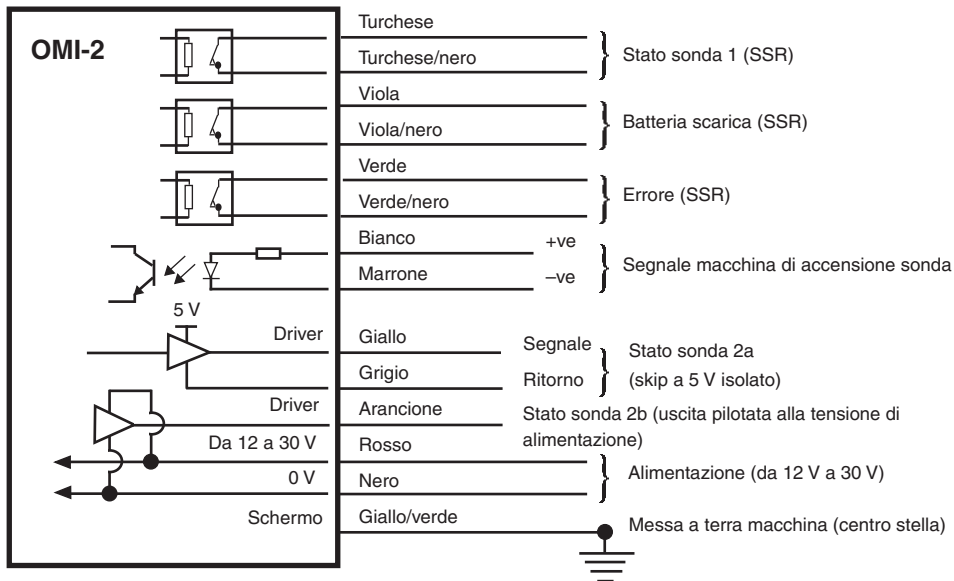 OMI-2
Turchese
Turchese/nero
Stato sonda 1 (SSR)
Viola
Viola/nero
Batteria scarica (SSR)
Verde
Verde/nero
Errore (SSR)
Bianco
+ve
Marrone
–ve
Segnale macchina di accensione sonda
5 V
Driver
Giallo
Segnale
Grigio
Ritorno
Stato sonda 2a
(skip a 5 V isolato)
Driver
Arancione
Stato sonda 2b (uscita pilotata alla tensione di
alimentazione)
Da 12 a 30 V
Rosso
0 V
Nero
Alimentazione (da 12 V a 30 V)
Schermo
Giallo/verde
Messa a terra macchina (centro stella)